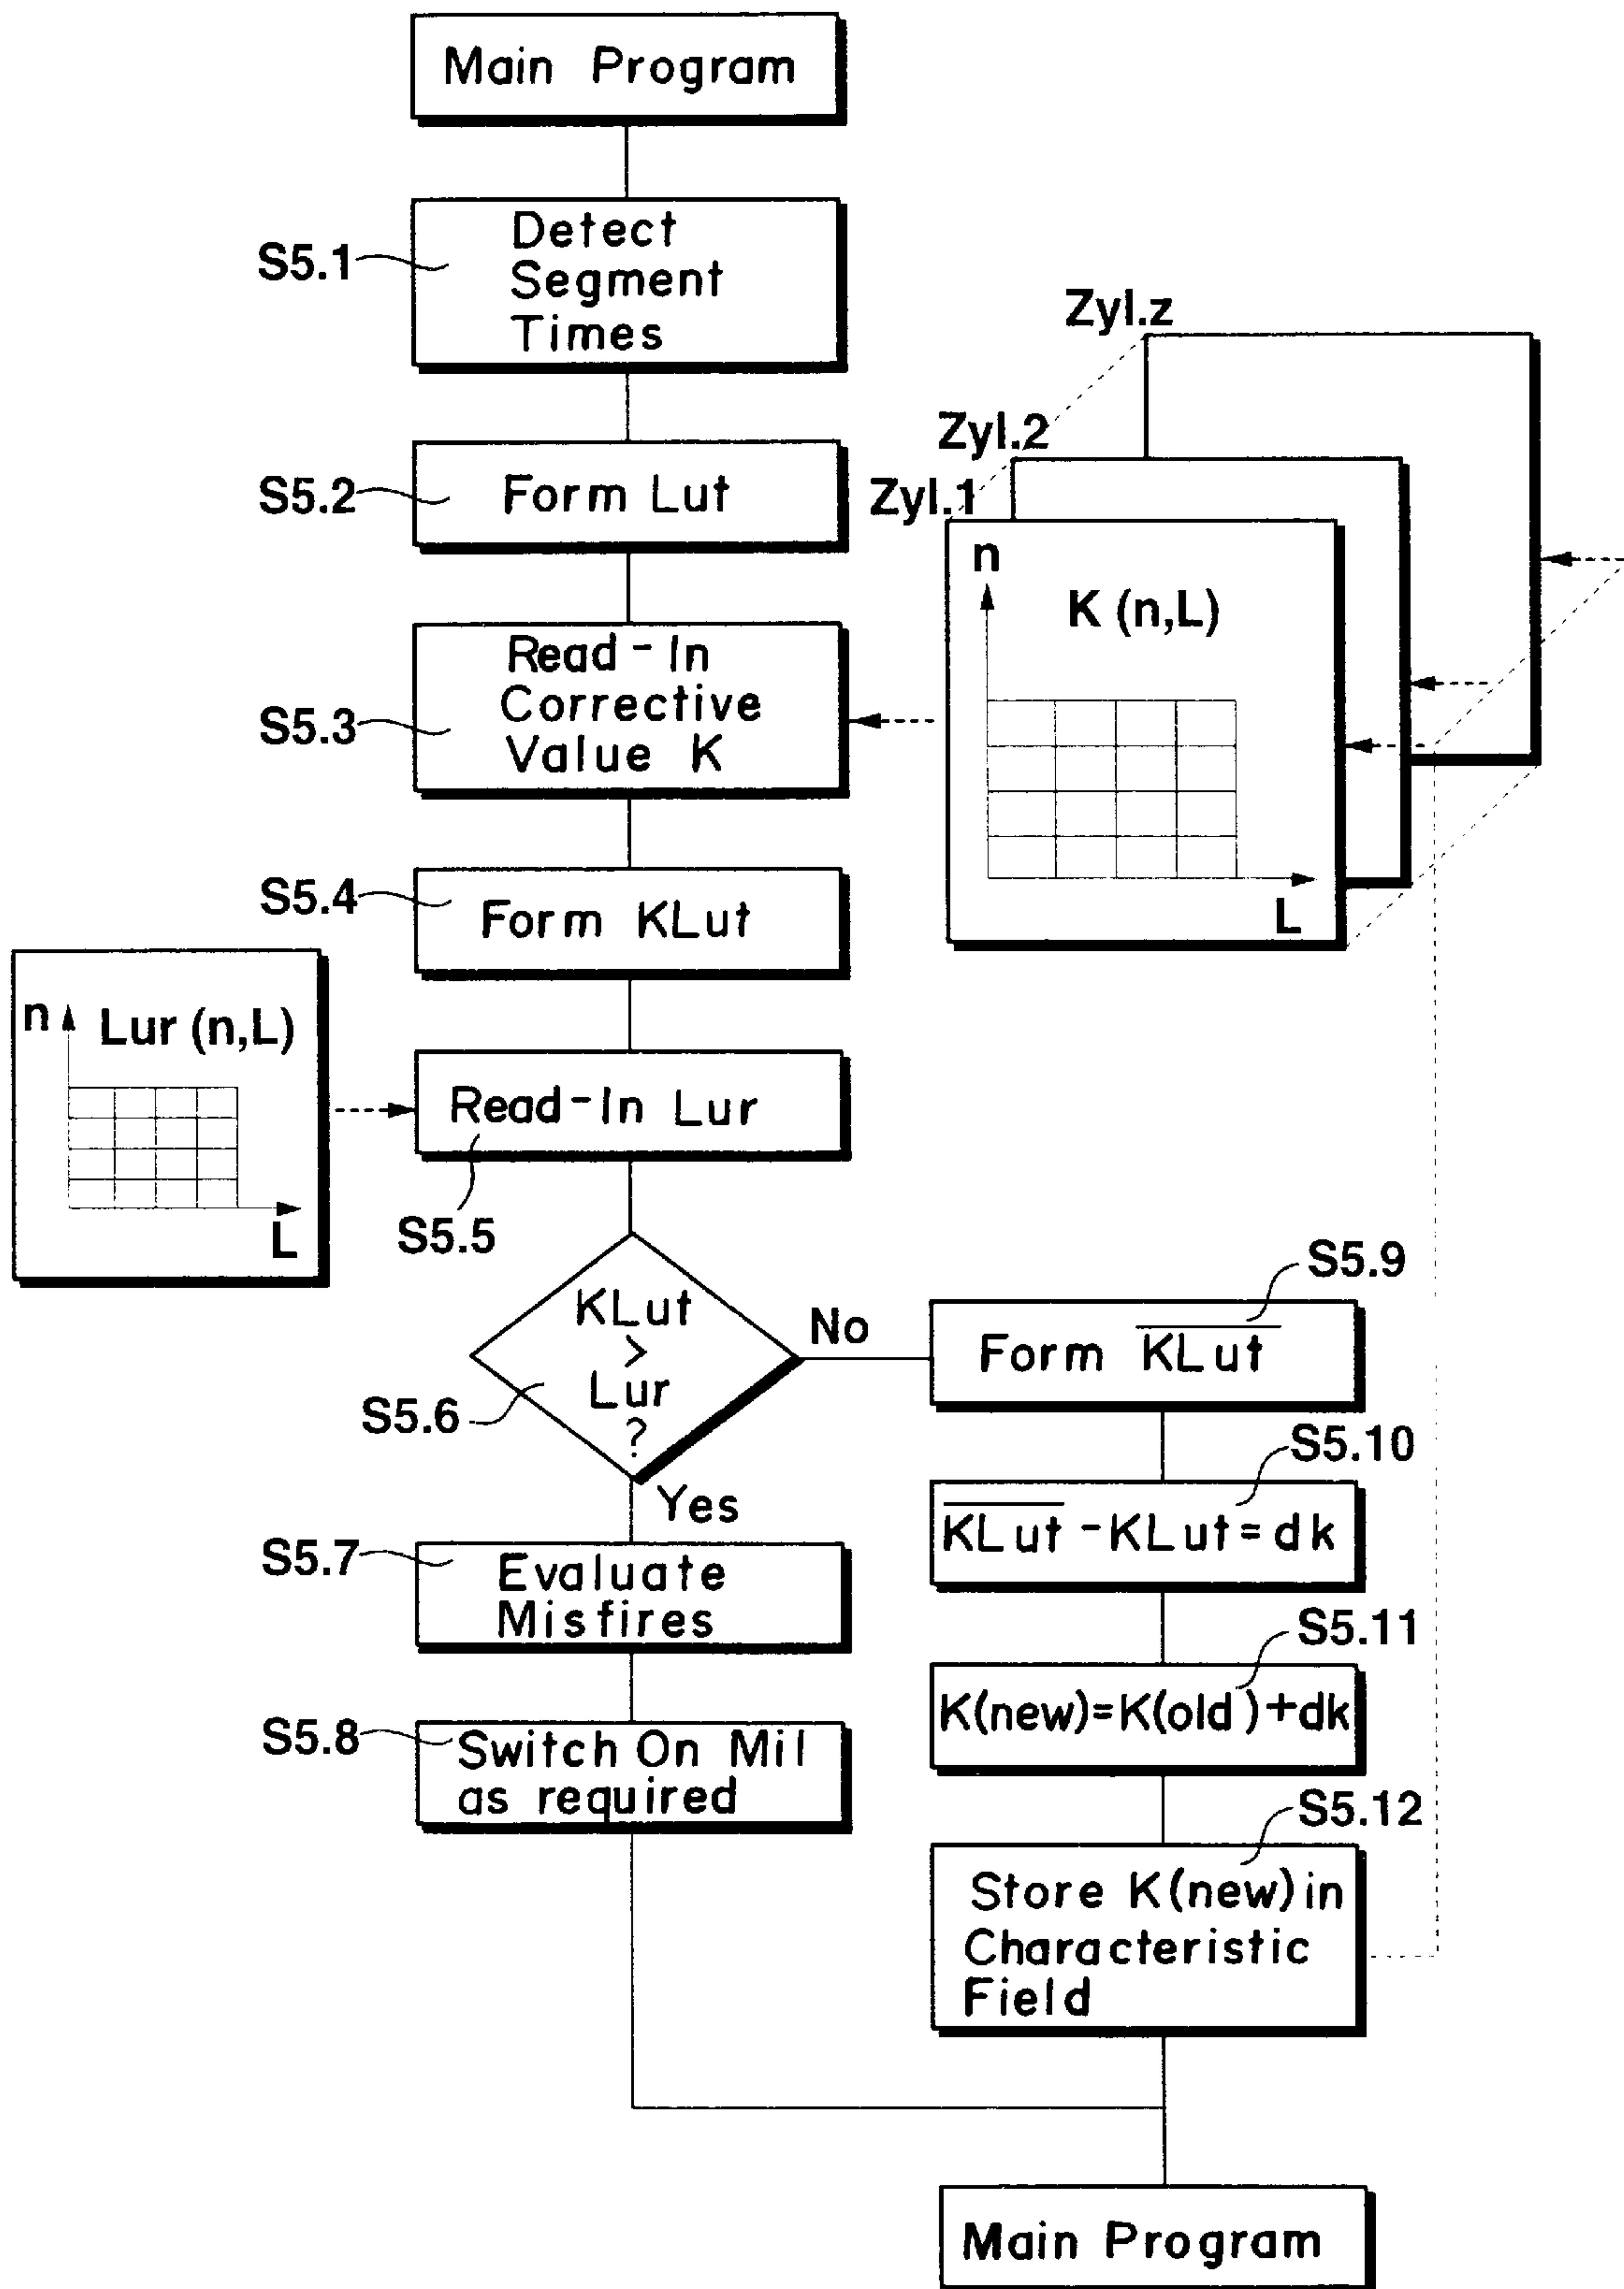 Main Program
S5.1
Detect
Segment
Times
S5.2
Form Lut
S5.3
Read-In
Corrective
Value K
Zyl.z
Zyl.2
Zyl.1
n
K (n,L)
L
S5.4
Form KLut
n
Lur (n,L)
L
Read-In Lur
S5.5
KLut
>
Lur
?
S5.6
No
Yes
S5.7
Evaluate
Misfires
S5.8
Switch On Mil
as required
S5.9
Form K̅L̅u̅t̅
S5.10
K̅L̅u̅t̅ - KLut = dk
S5.11
K(new)=K(old)+dk
S5.12
Store K(new) in
Characteristic
Field
Main Program